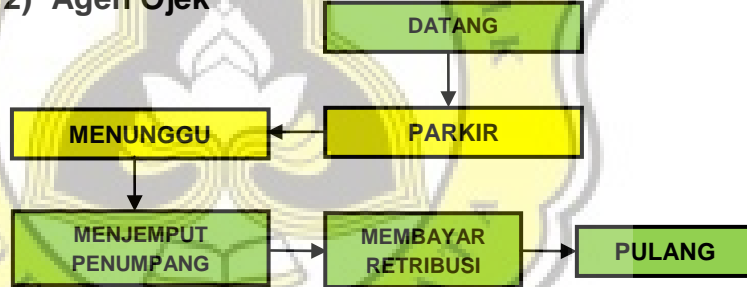 2) Agen Ojek
DATANG
PARKIR
MENUNGGU
MENJEMPUT
PENUMPANG
MEMBAYAR
RETRIBUSI
PULANG